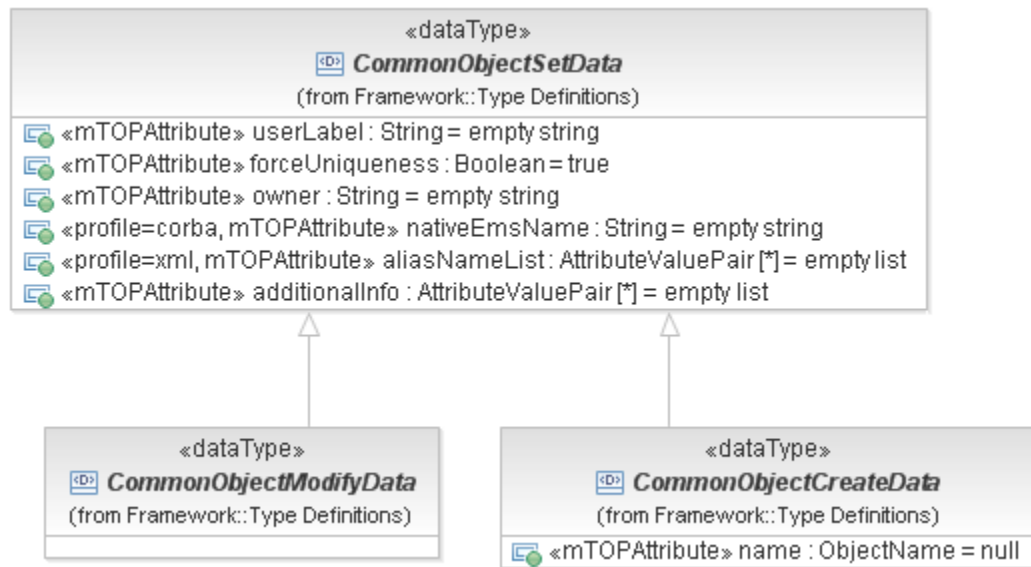 «dataType»
CommonObjectSetData
(from Framework::Type Definitions)
«mTOPAttribute» userLabel : String = empty string
«mTOPAttribute» forceUniqueness : Boolean = true
«mTOPAttribute» owner : String = empty string
«profile=corba, mTOPAttribute» nativeEmsName : String = empty string
«profile=xml, mTOPAttribute» aliasNameList : AttributeValuePair [*] = empty list
«mTOPAttribute» additionalInfo : AttributeValuePair [*] = empty list
«dataType»
CommonObjectModifyData
(from Framework::Type Definitions)
«dataType»
CommonObjectCreateData
(from Framework::Type Definitions)
«mTOPAttribute» name : ObjectName = null